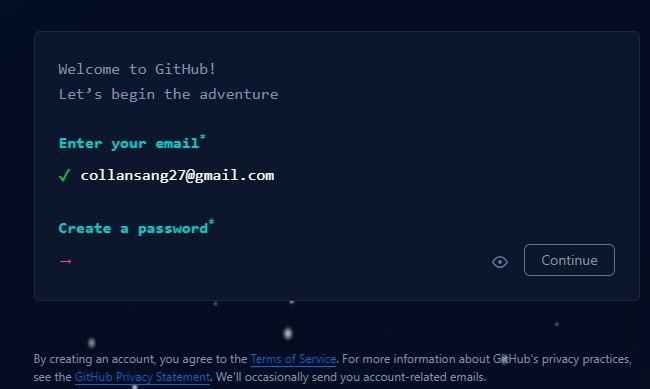 Welcome to GitHub!
Let’s begin the adventure
Enter your email*
✓ collansang27@gmail.com
Create a password*
→
Continue
By creating an account, you agree to the Terms of Service. For more information about GitHub's privacy practices,
see the GitHub Privacy Statement. We'll occasionally send you account-related emails.